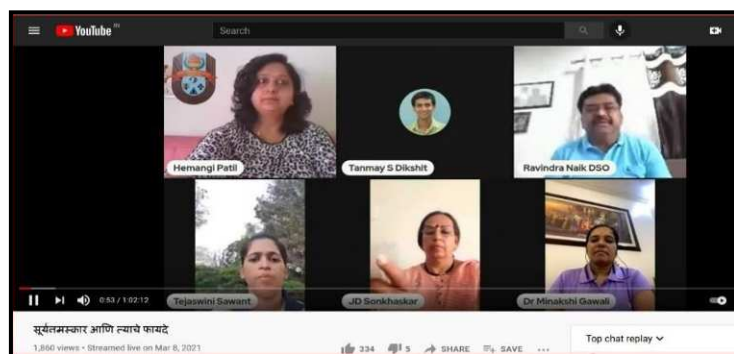 YouTube IN
Search
Hemangi Patil
Tanmay S Dikshit
Ravindra Naik DSO
Tejaswini Sawant
JD Sonkhaskar
Dr Minakshi Gawali
0:53 / 1:02:12
सूर्यतमस्कार आणि त्याचे फायदे
1,860 views • Streamed live on Mar 8, 2021
334
5
SHARE
SAVE
Top chat replay